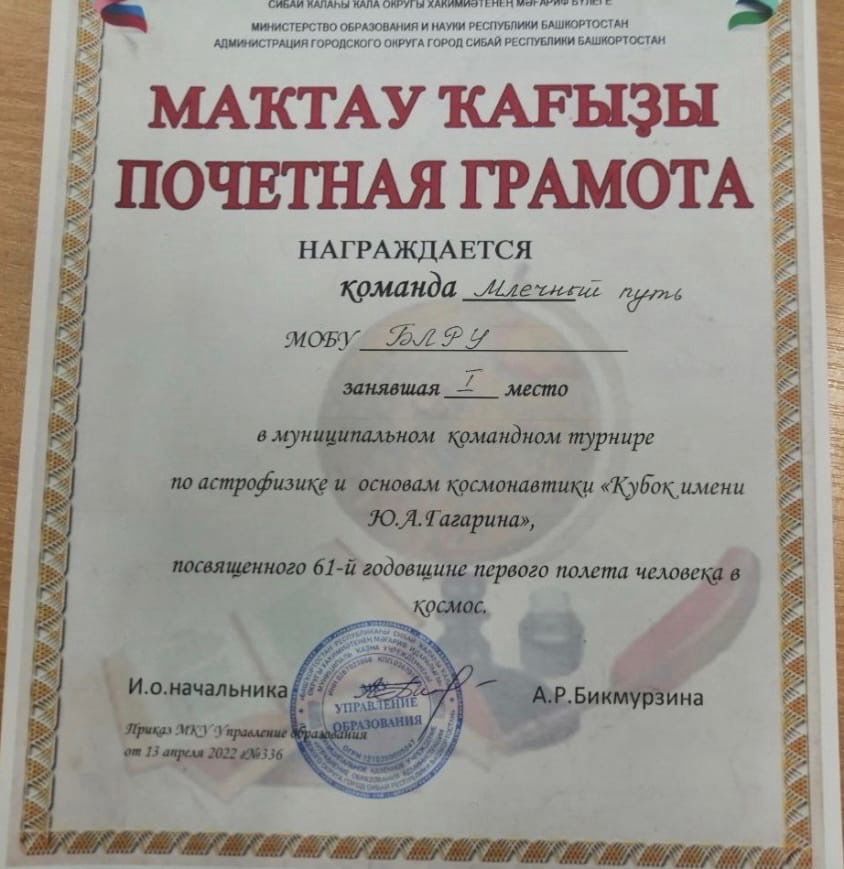 СИБАЙ ҠАЛАҺЫ ҠАЛА ОКРУГЫ ХАКИМИӘТЕНЕҢ МӘҒАРИФ БҮЛЕГЕ
МИНИСТЕРСТВО ОБРАЗОВАНИЯ И НАУКИ РЕСПУБЛИКИ БАШКОРТОСТАН
АДМИНИСТРАЦИЯ ГОРОДСКОГО ОКРУГА ГОРОД СИБАЙ РЕСПУБЛИКИ БАШКОРТОСТАН
МАҠТАУ ҠАҒЫҘЫ
ПОЧЕТНАЯ ГРАМОТА
НАГРАЖДАЕТСЯ
команда Млечный путь
МОБУ БЛРУ
занявшая I место
в муниципальном командном турнире
по астрофизике и основам космонавтики «Кубок имени
Ю.А.Гагарина»,
посвященного 61-й годовщине первого полета человека в
космос.
И.о.начальника А.Р.Бикмурзина
УПРАВЛЕНИЕ
ОБРАЗОВАНИЯ
Приказ МКУ Управление образования
от 13 апреля 2022 г№336